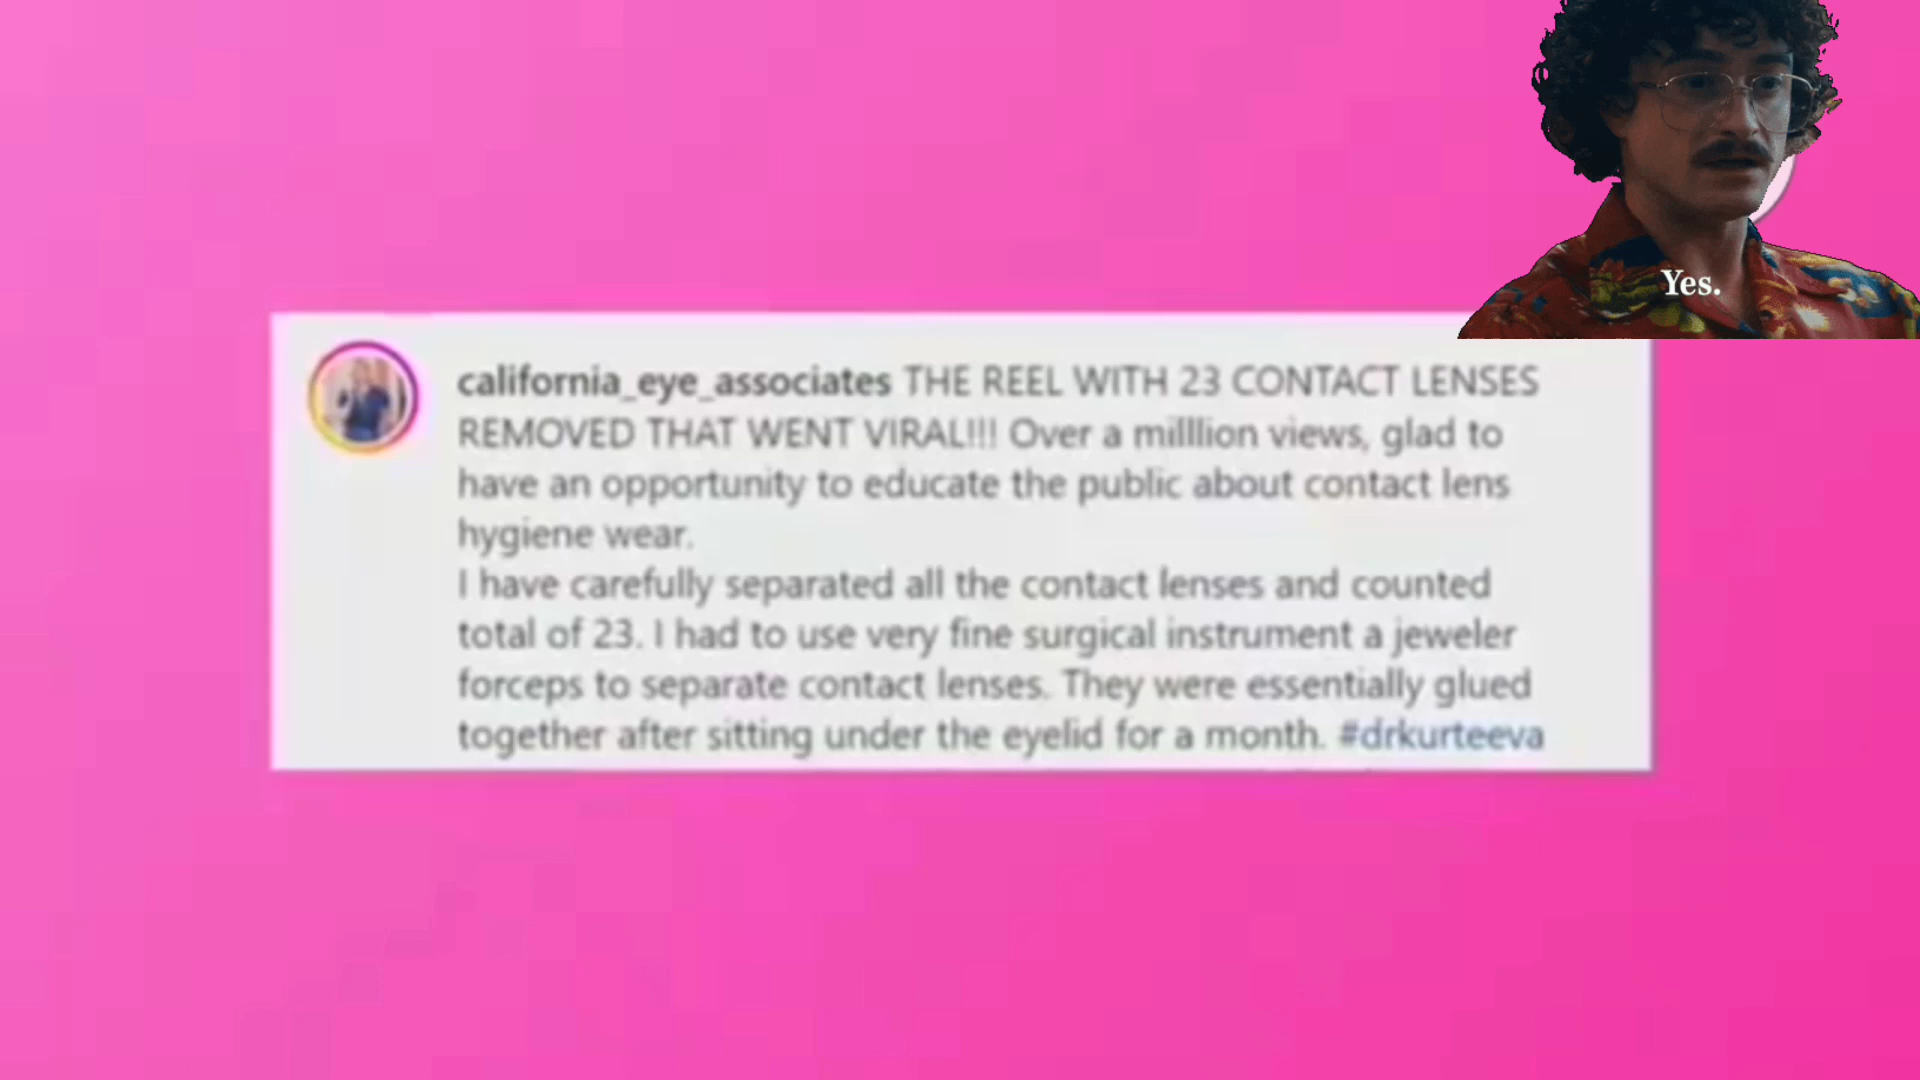 Yes.
california_eye_associates THE REEL WITH 23 CONTACT LENSES
REMOVED THAT WENT VIRAL!!! Over a milllion views, glad to
have an opportunity to educate the public about contact lens
hygiene wear.
I have carefully separated all the contact lenses and counted
total of 23. I had to use very fine surgical instrument a jeweler
forceps to separate contact lenses. They were essentially glued
together after sitting under the eyelid for a month. #drkurteeva